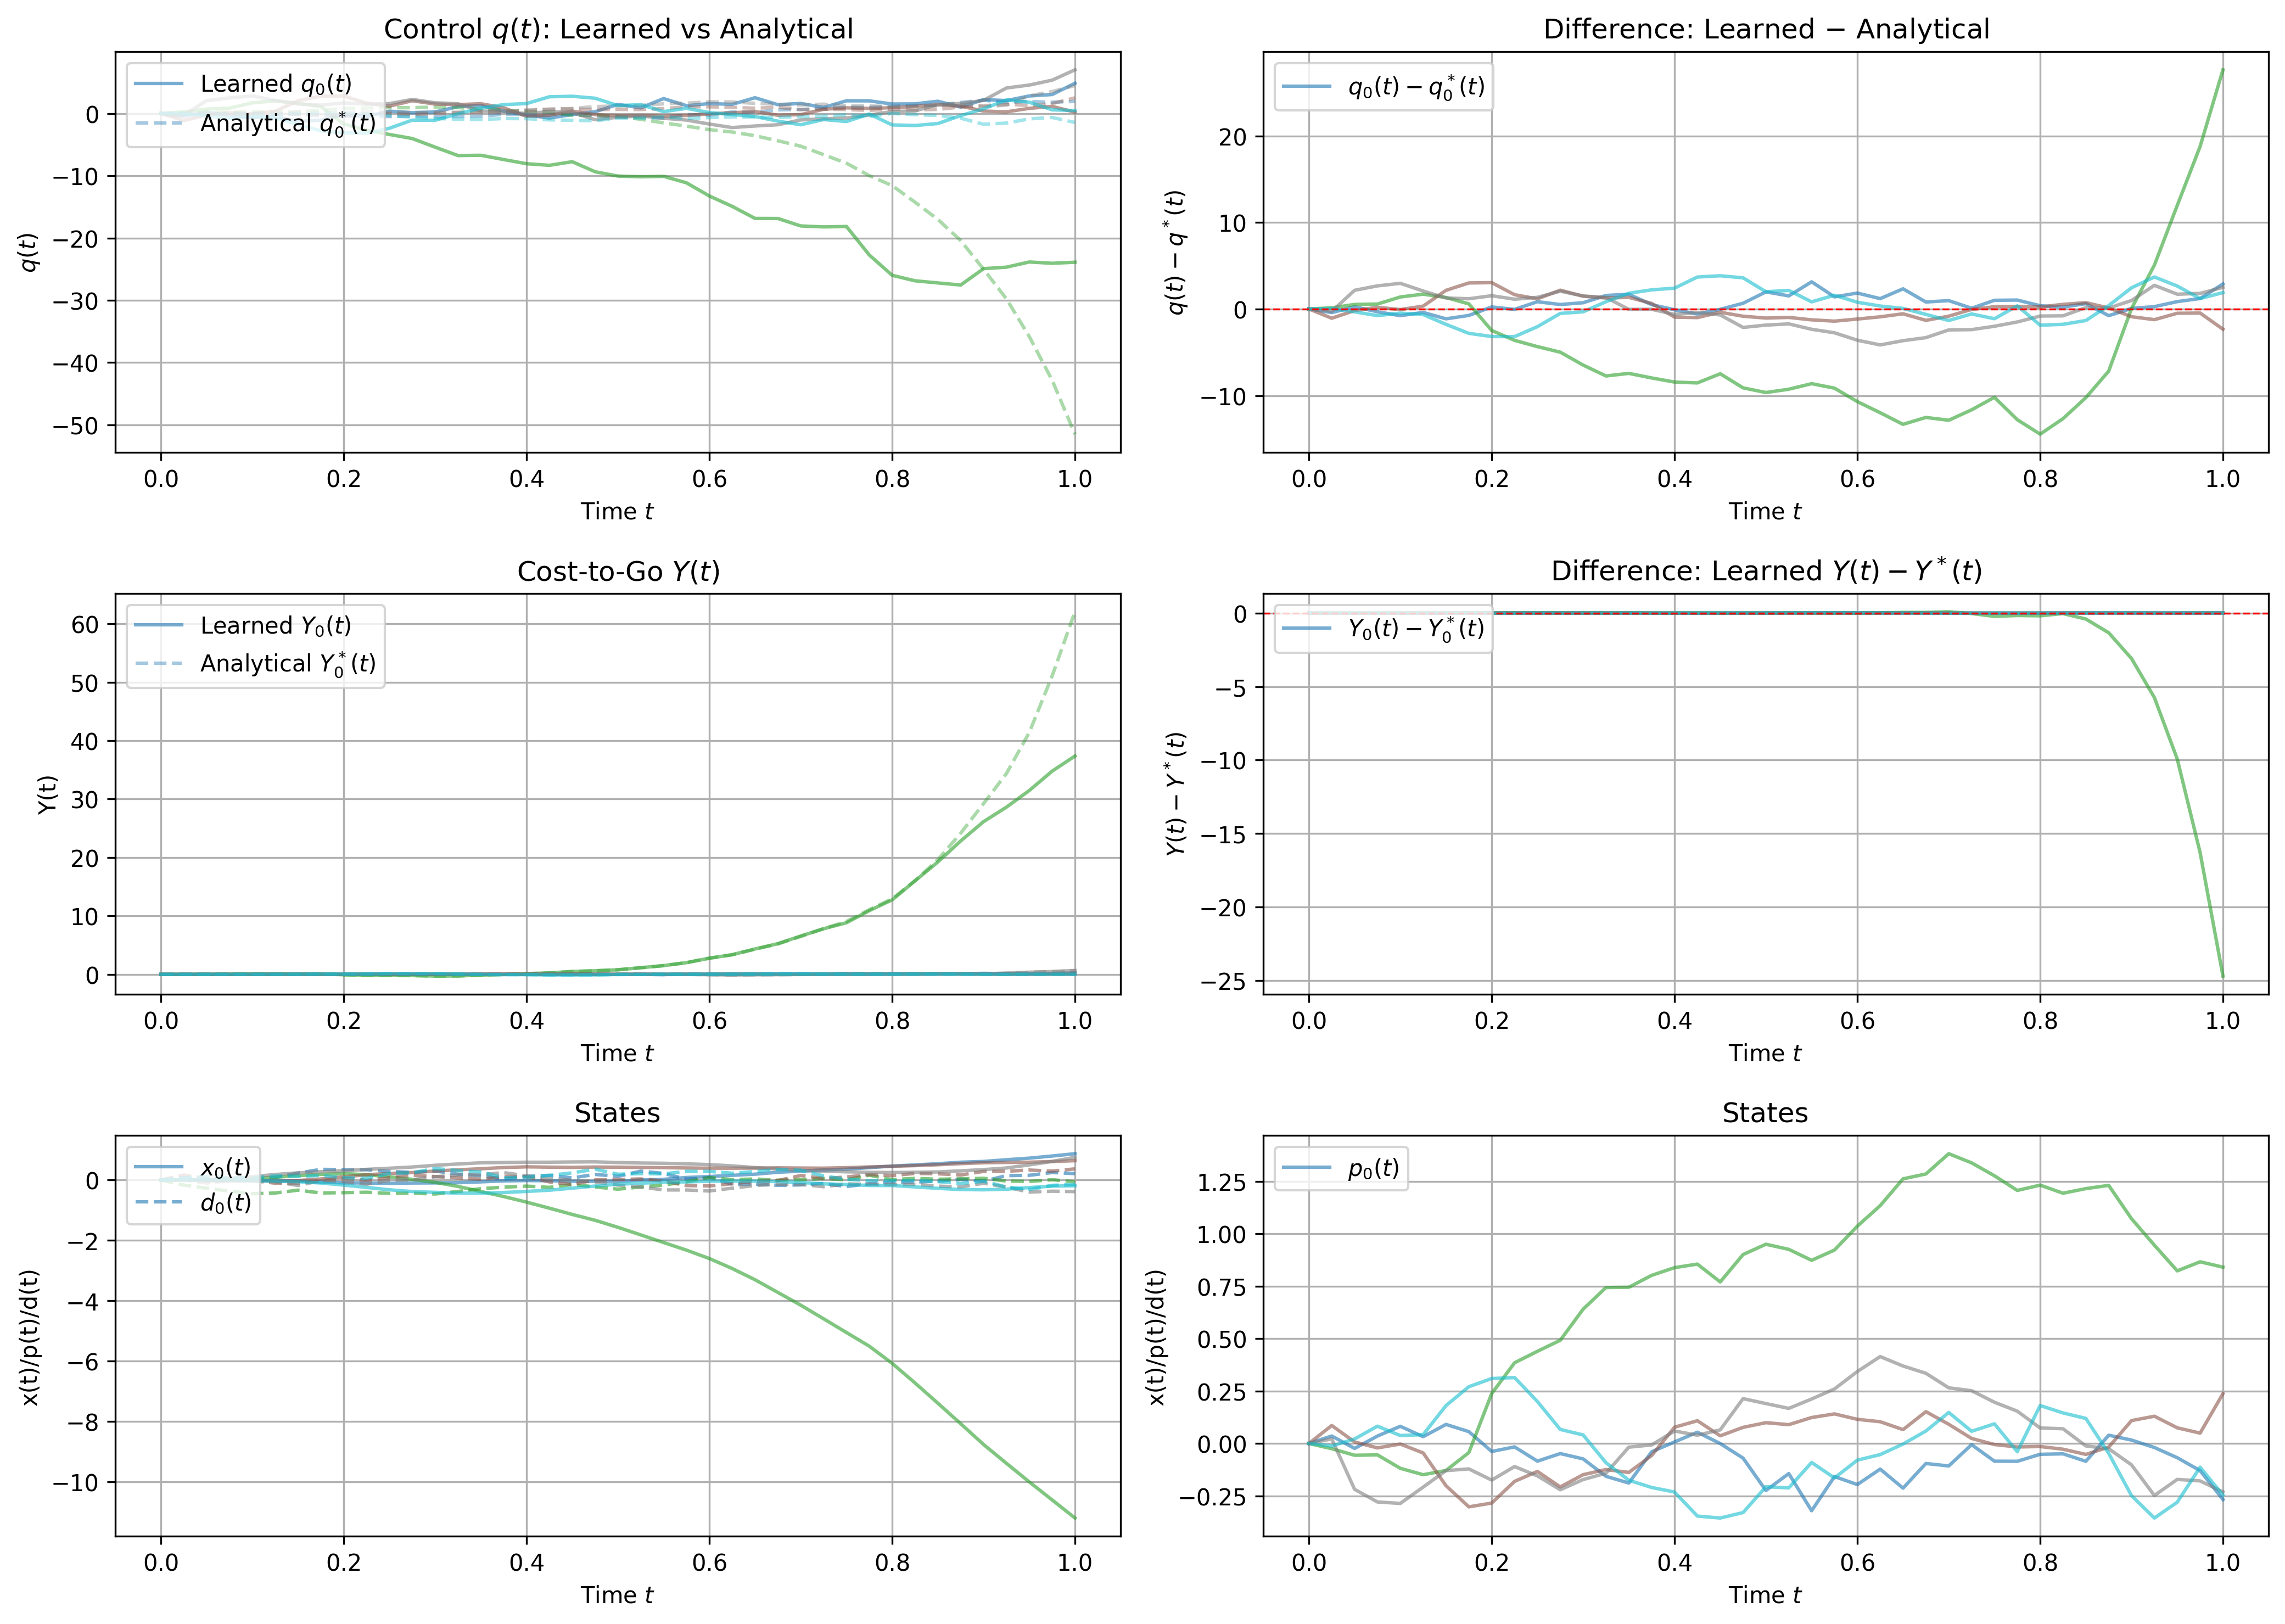 Control q(t): Learned vs Analytical
Learned q₀(t)
Analytical q₀*(t)
q(t)
0
−10
−20
−30
−40
−50
0.0 0.2 0.4 0.6 0.8 1.0
Time t
Difference: Learned − Analytical
q₀(t) − q₀*(t)
q(t) − q*(t)
20
10
0
−10
0.0 0.2 0.4 0.6 0.8 1.0
Time t
Cost-to-Go Y(t)
Learned Y₀(t)
Analytical Y₀*(t)
Y(t)
60
50
40
30
20
10
0
0.0 0.2 0.4 0.6 0.8 1.0
Time t
Difference: Learned Y(t) − Y*(t)
Y₀(t) − Y₀*(t)
Y(t) − Y*(t)
0
−5
−10
−15
−20
−25
0.0 0.2 0.4 0.6 0.8 1.0
Time t
States
x₀(t)
d₀(t)
x(t)/p(t)/d(t)
0
−2
−4
−6
−8
−10
0.0 0.2 0.4 0.6 0.8 1.0
Time t
States
p₀(t)
x(t)/p(t)/d(t)
1.25
1.00
0.75
0.50
0.25
0.00
−0.25
0.0 0.2 0.4 0.6 0.8 1.0
Time t